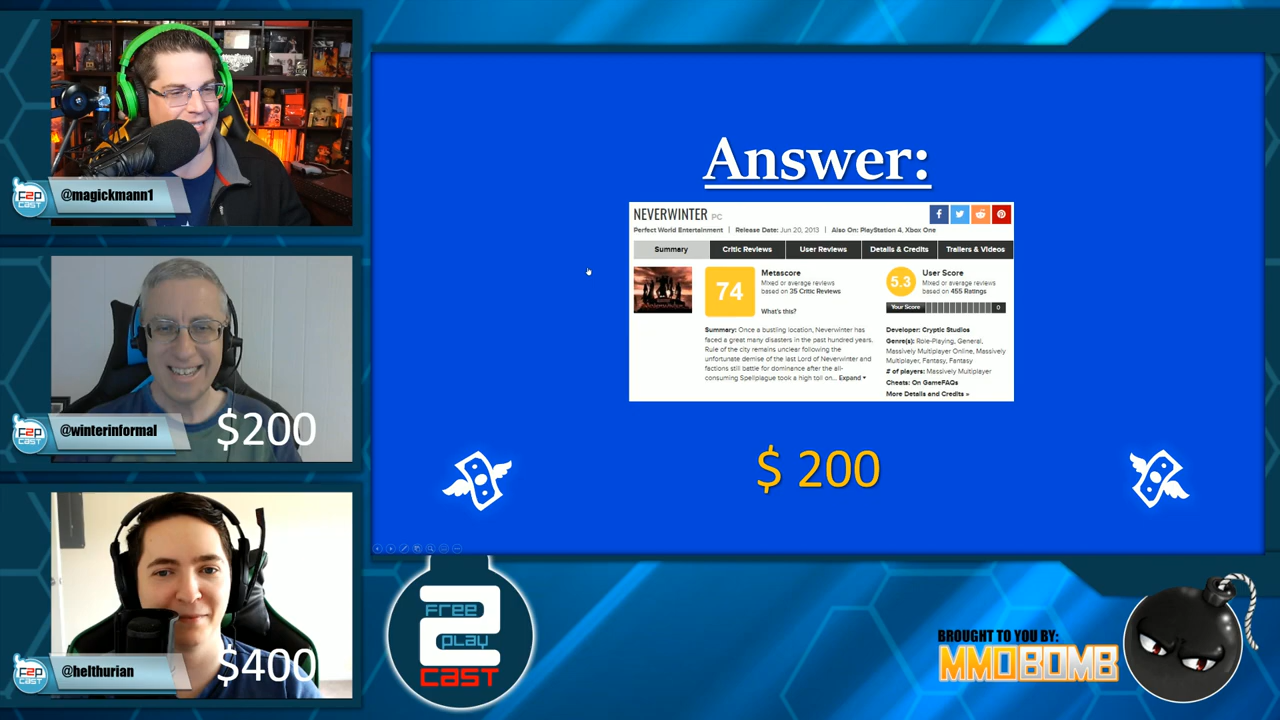 @magickmann1
F2P
CAST
@winterinformal
F2P
CAST
$200
@helthurian
F2P
CAST
$400
Answer:
NEVERWINTER PC
Perfect World Entertainment | Release Date: Jun 20, 2013 | Also On: PlayStation 4, Xbox One
Summary Critic Reviews User Reviews Details & Credits Trailers & Videos
74
Metascore
Mixed or average reviews
based on 35 Critic Reviews
What's this?
Summary: Once a bustling location, Neverwinter has
faced a great many disasters in the past hundred years.
Rule of the city remains unclear following the
unfortunate demise of the last Lord of Neverwinter and
factions still battle for dominance after the all-
consuming Spellplague took a high toll on... Expand
5.3
User Score
Mixed or average reviews
based on 455 Ratings
Your Score 0
Developer: Cryptic Studios
Genre(s): Role-Playing, General,
Massively Multiplayer Online, Massively
Multiplayer, Fantasy, Fantasy
# of players: Massively Multiplayer
Cheats: On GameFAQs
More Details and Credits »
$ 200
Free
2
play
cast
BROUGHT TO YOU BY:
MMOBOMB